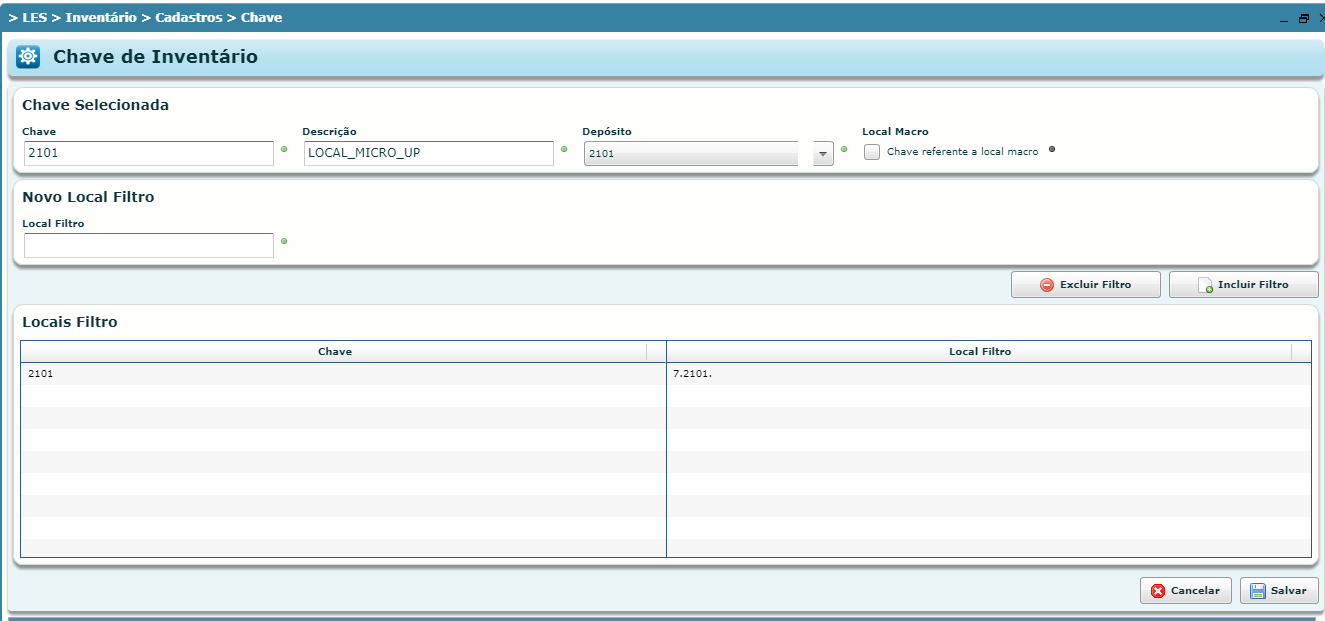 > LES > Inventário > Cadastros > Chave
Chave de Inventário
Chave Selecionada
Chave Descrição Depósito Local Macro
2101 LOCAL_MICRO_UP 2101 Chave referente a local macro
Novo Local Filtro
Local Filtro
Excluir Filtro Incluir Filtro
Locais Filtro
Chave Local Filtro
2101 7.2101.
Cancelar Salvar